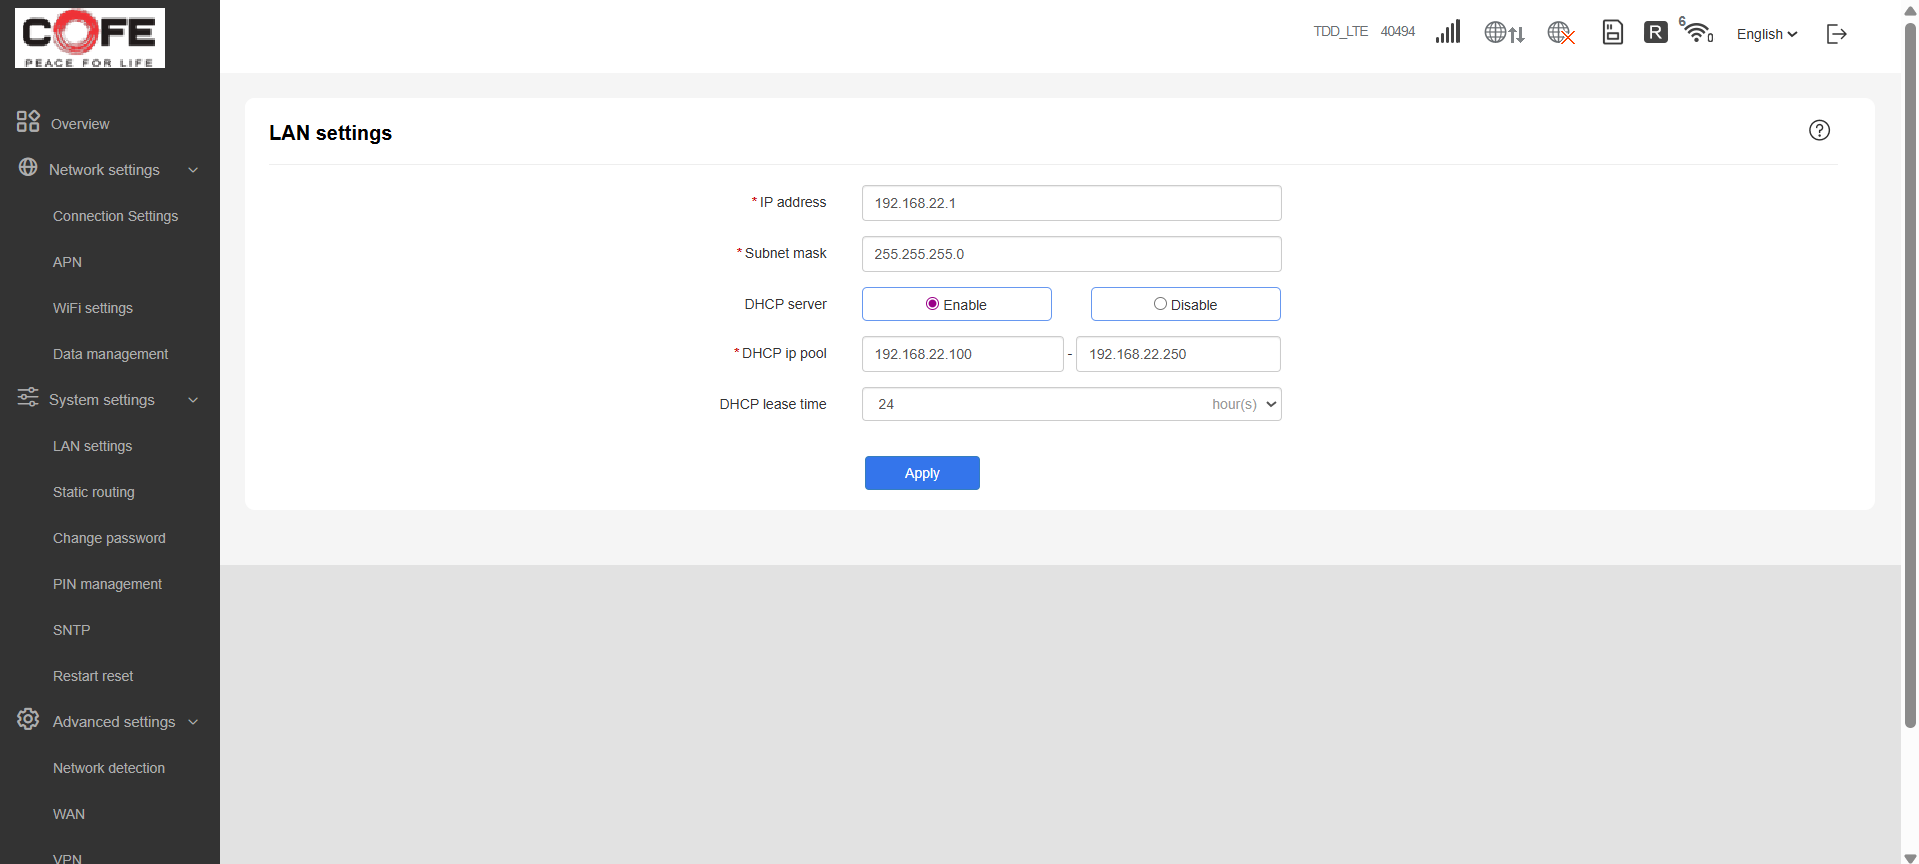 COFE
PEACE FOR LIFE
TDD_LTE 40494
R
6
0
English
Overview
Network settings
Connection Settings
APN
WiFi settings
Data management
System settings
LAN settings
Static routing
Change password
PIN management
SNTP
Restart reset
Advanced settings
Network detection
WAN
VPN
LAN settings
?
*IP address 192.168.22.1
*Subnet mask 255.255.255.0
DHCP server Enable Disable
*DHCP ip pool 192.168.22.100 - 192.168.22.250
DHCP lease time 24 hour(s)
Apply